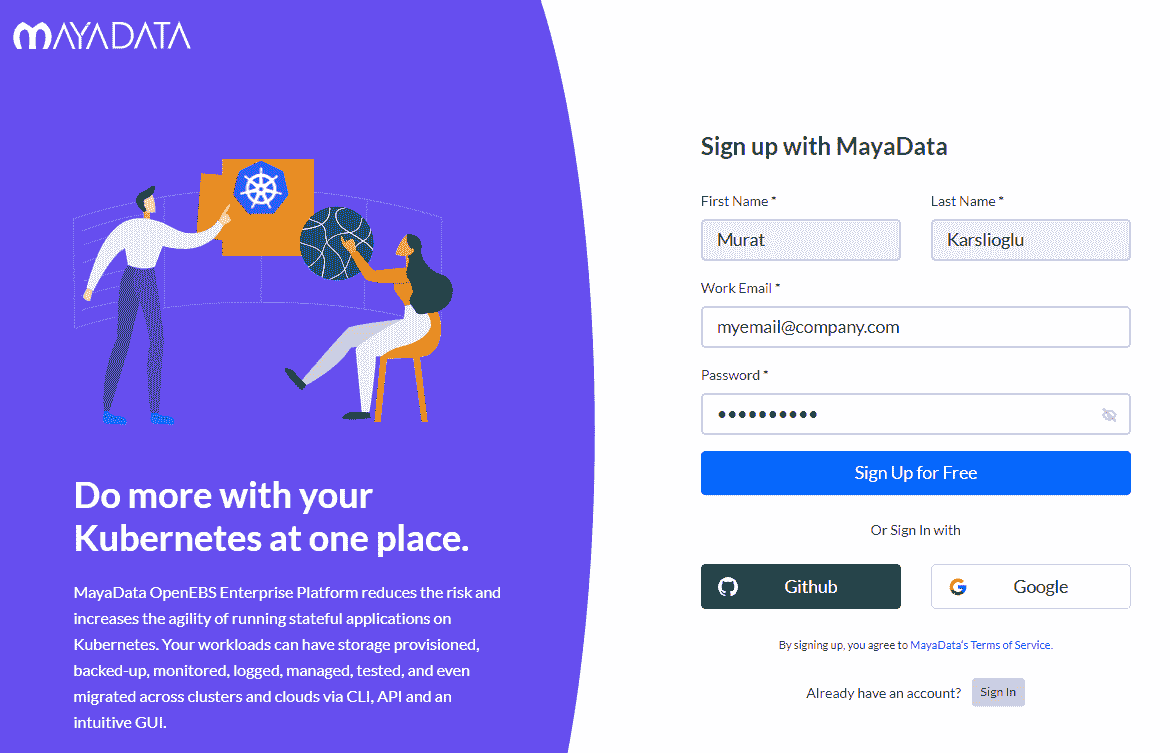 MAYADATA
Do more with your
Kubernetes at one place.
MayaData OpenEBS Enterprise Platform reduces the risk and
increases the agility of running stateful applications on
Kubernetes. Your workloads can have storage provisioned,
backed-up, monitored, logged, managed, tested, and even
migrated across clusters and clouds via CLI, API and an
intuitive GUI.
Sign up with MayaData
First Name * Last Name *
Murat Karslioglu
Work Email *
myemail@company.com
Password *
••••••••••
Sign Up for Free
Or Sign In with
Github Google
By signing up, you agree to MayaData's Terms of Service.
Already have an account? Sign In